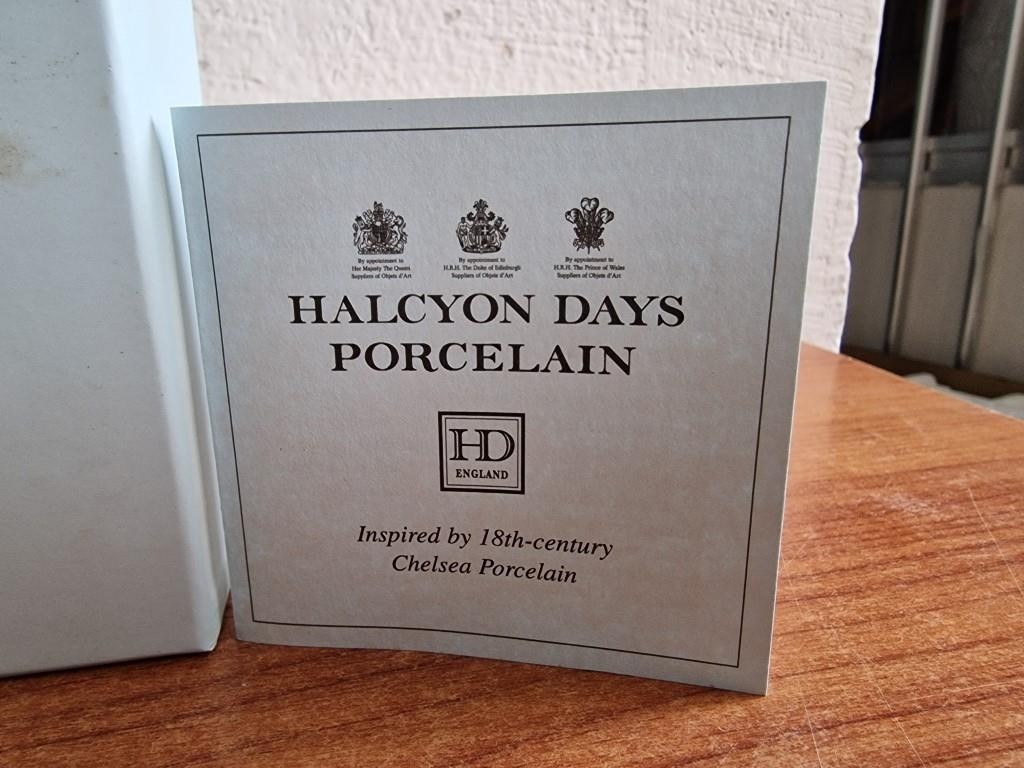 By appointment to
Her Majesty The Queen
Suppliers of Objets d'Art
By appointment to
H.R.H. The Duke of Edinburgh
Suppliers of Objets d'Art
By appointment to
H.R.H. The Prince of Wales
Suppliers of Objets d'Art
HALCYON DAYS
PORCELAIN
HD
ENGLAND
Inspired by 18th-century
Chelsea Porcelain